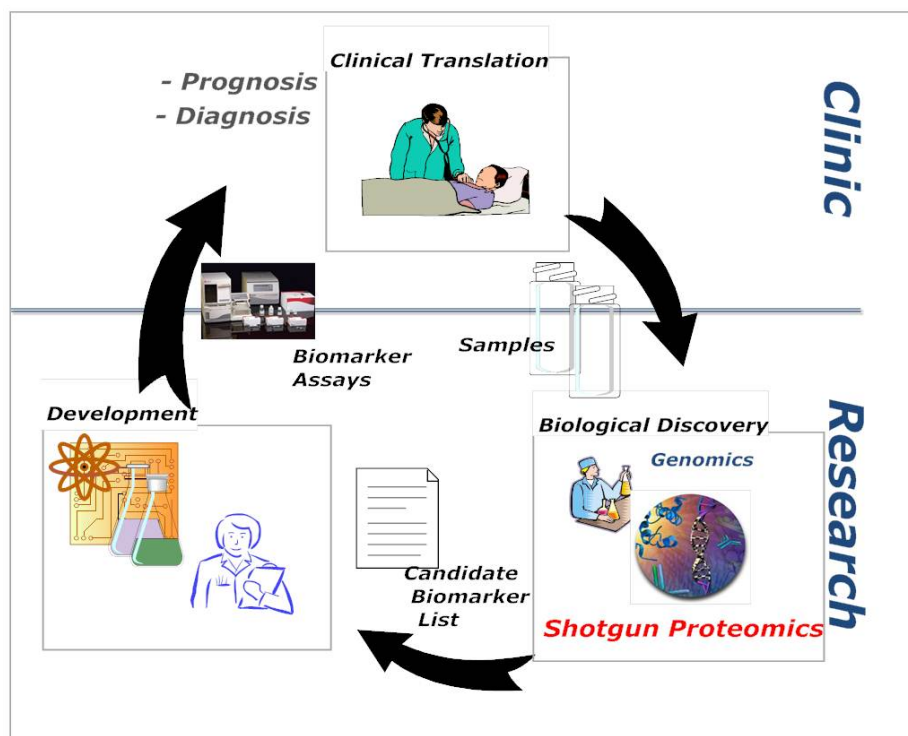 Clinical Translation
- Prognosis
- Diagnosis
Clinic
Biomarker
Assays
Samples
Development
Biological Discovery
Genomics
Research
Candidate
Biomarker
List
Shotgun Proteomics